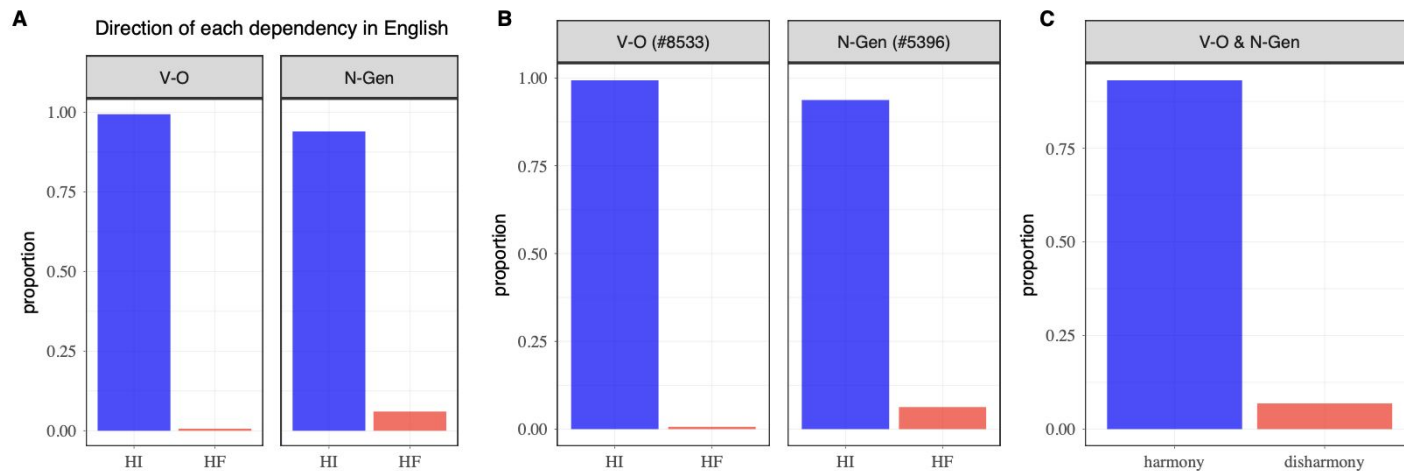 A
Direction of each dependency in English
V-O
N-Gen
proportion
1.00
0.75
0.50
0.25
0.00
HI
HF
HI
HF
B
V-O (#8533)
N-Gen (#5396)
proportion
1.00
0.75
0.50
0.25
0.00
HI
HF
HI
HF
C
V-O & N-Gen
proportion
0.75
0.50
0.25
0.00
harmony
disharmony